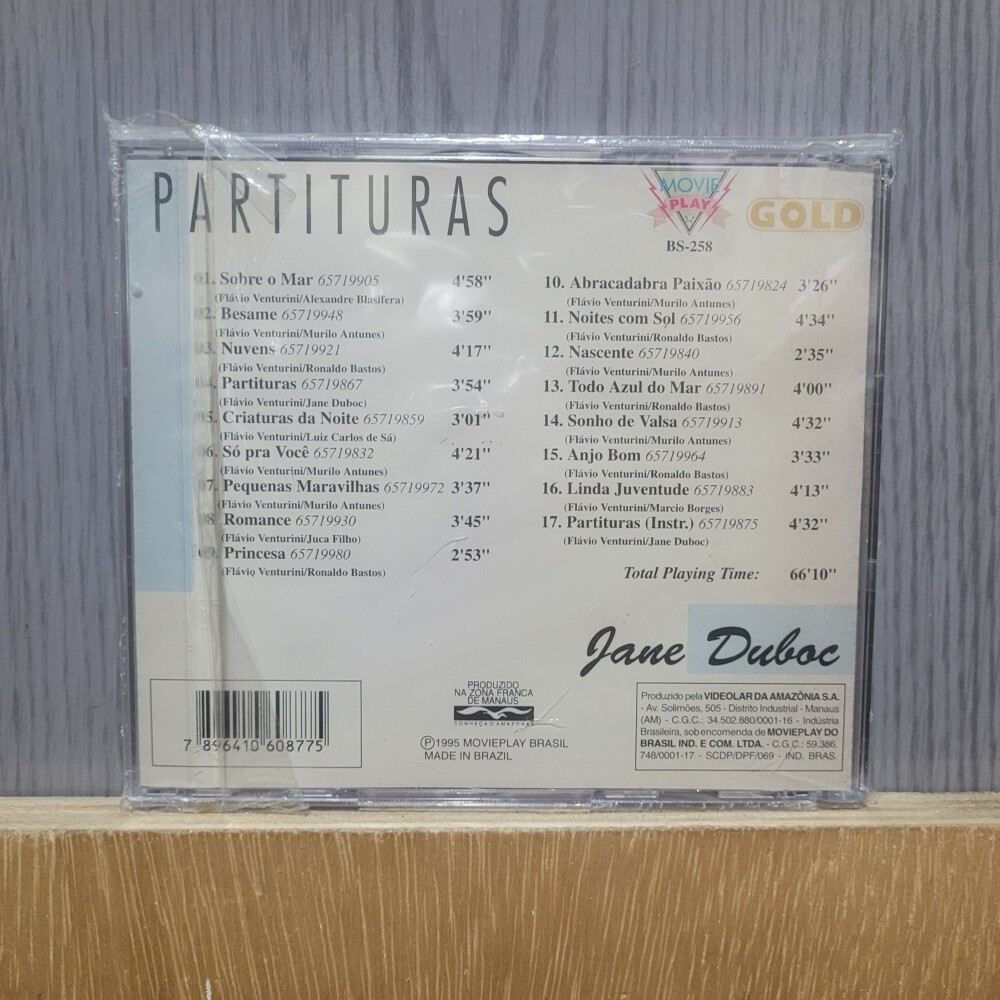 PARTITURAS
MOVIE
PLAY
GOLD
BS-258
01. Sobre o Mar 65719905 4'58"
(Flávio Venturini/Alexandre Blasifera)
02. Besame 65719948 3'59"
(Flávio Venturini/Murilo Antunes)
03. Nuvens 65719921 4'17"
(Flávio Venturini/Ronaldo Bastos)
04. Partituras 65719867 3'54"
(Flávio Venturini/Jane Duboc)
05. Criaturas da Noite 65719859 3'01"
(Flávio Venturini/Luiz Carlos de Sá)
06. Só pra Você 65719832 4'21"
(Flávio Venturini/Murilo Antunes)
07. Pequenas Maravilhas 65719972 3'37"
(Flávio Venturini/Murilo Antunes)
08. Romance 65719930 3'45"
(Flávio Venturini/Juca Filho)
09. Princesa 65719980 2'53"
(Flávio Venturini/Ronaldo Bastos)
10. Abracadabra Paixão 65719824 3'26"
(Flávio Venturini/Murilo Antunes)
11. Noites com Sol 65719956 4'34"
(Flávio Venturini/Ronaldo Bastos)
12. Nascente 65719840 2'35"
(Flávio Venturini/Murilo Antunes)
13. Todo Azul do Mar 65719891 4'00"
(Flávio Venturini/Ronaldo Bastos)
14. Sonho de Valsa 65719913 4'32"
(Flávio Venturini/Murilo Antunes)
15. Anjo Bom 65719964 3'33"
(Flávio Venturini/Ronaldo Bastos)
16. Linda Juventude 65719883 4'13"
(Flávio Venturini/Marcio Borges)
17. Partituras (Instr.) 65719875 4'32"
(Flávio Venturini/Jane Duboc)
Total Playing Time: 66'10"
Jane Duboc
7 896410 608775
PRODUZIDO
NA ZONA FRANCA
DE MANAUS
CONHEÇA O AMAZONAS
Ⓟ1995 MOVIEPLAY BRASIL
MADE IN BRAZIL
Produzido pela VIDEOLAR DA AMAZÔNIA S.A.
- Av. Solimões, 505 - Distrito Industrial - Manaus
(AM) - C.G.C.: 34.502.880/0001-16 - Indústria
Brasileira, sob encomenda de MOVIEPLAY DO
BRASIL IND. E COM. LTDA. - C.G.C.: 59.386.
748/0001-17 - SCDP/DPF/069 - IND. BRAS.